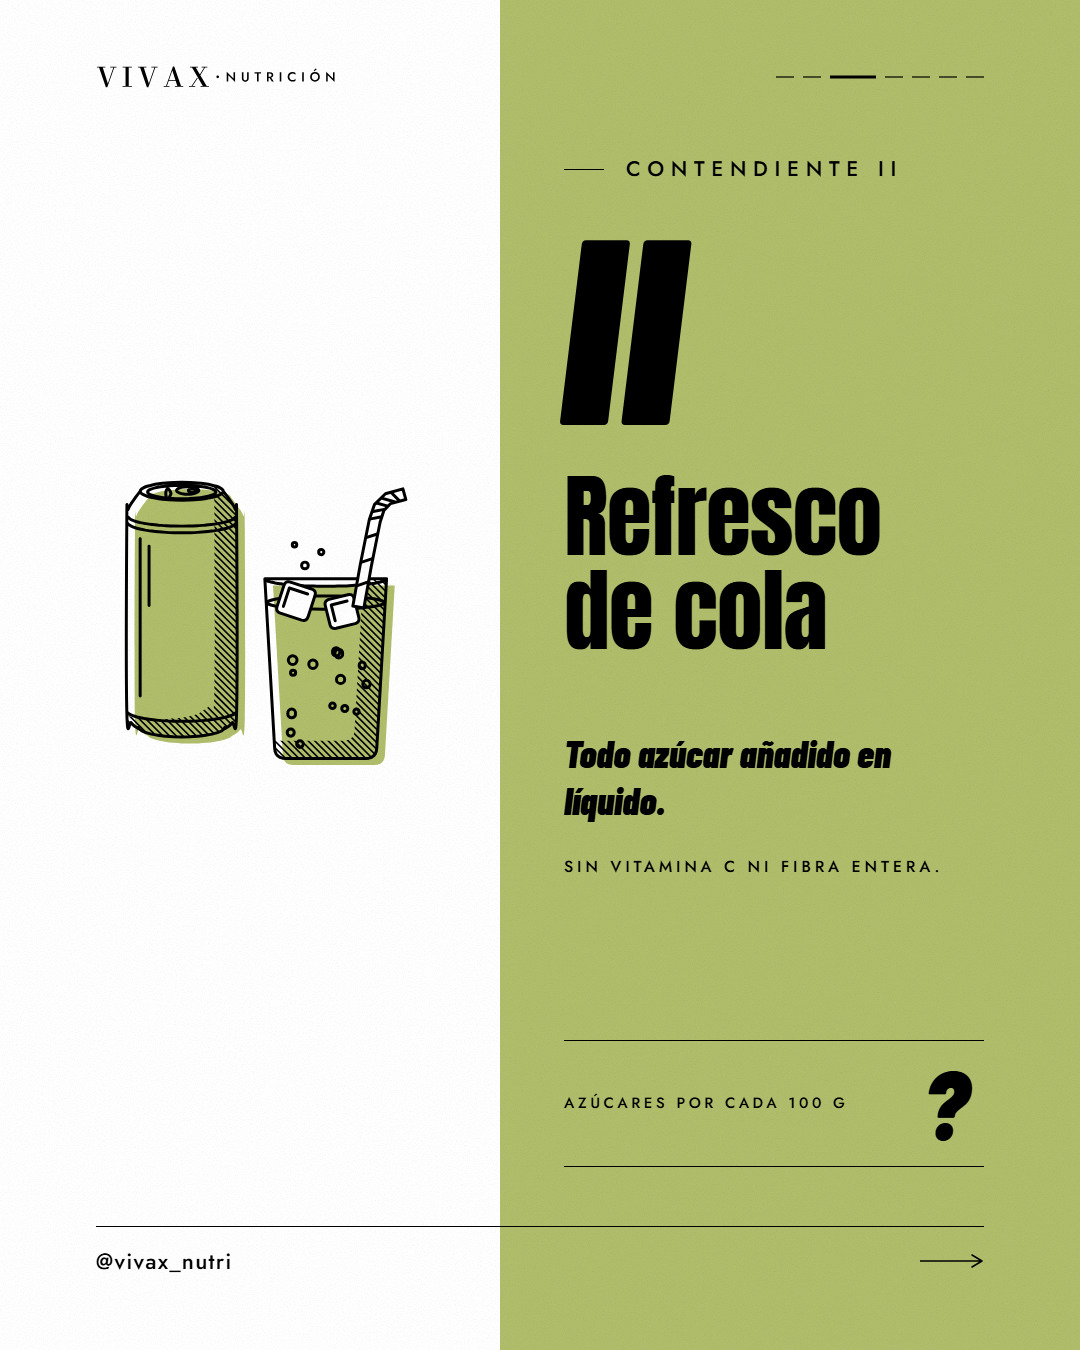 VIVAX·NUTRICIÓN
CONTENDIENTE II
II
Refresco
de cola
Todo azúcar añadido en
líquido.
SIN VITAMINA C NI FIBRA ENTERA.
AZÚCARES POR CADA 100 G
?
@vivax_nutri